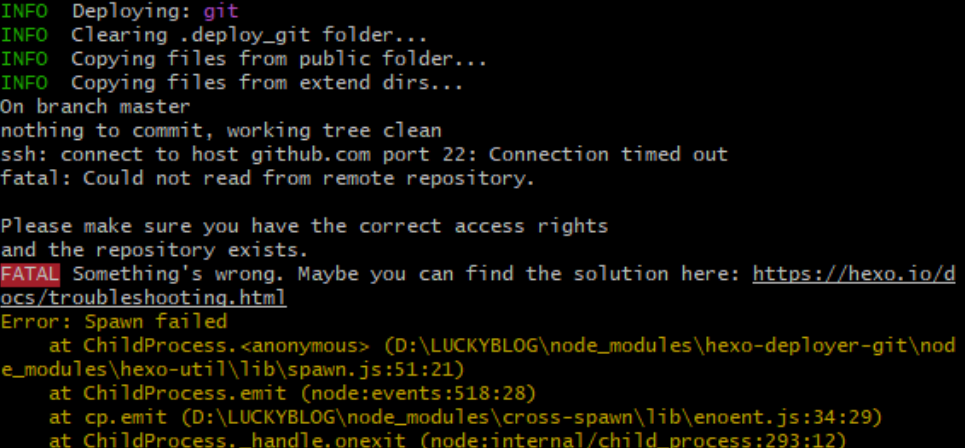 INFO  Deploying: git
INFO  Clearing .deploy_git folder...
INFO  Copying files from public folder...
INFO  Copying files from extend dirs...
On branch master
nothing to commit, working tree clean
ssh: connect to host github.com port 22: Connection timed out
fatal: Could not read from remote repository.

Please make sure you have the correct access rights
and the repository exists.
FATAL Something's wrong. Maybe you can find the solution here: https://hexo.io/d
ocs/troubleshooting.html
Error: Spawn failed
    at ChildProcess.<anonymous> (D:\LUCKYBLOG\node_modules\hexo-deployer-git\nod
e_modules\hexo-util\lib\spawn.js:51:21)
    at ChildProcess.emit (node:events:518:28)
    at cp.emit (D:\LUCKYBLOG\node_modules\cross-spawn\lib\enoent.js:34:29)
    at ChildProcess._handle.onexit (node:internal/child_process:293:12)